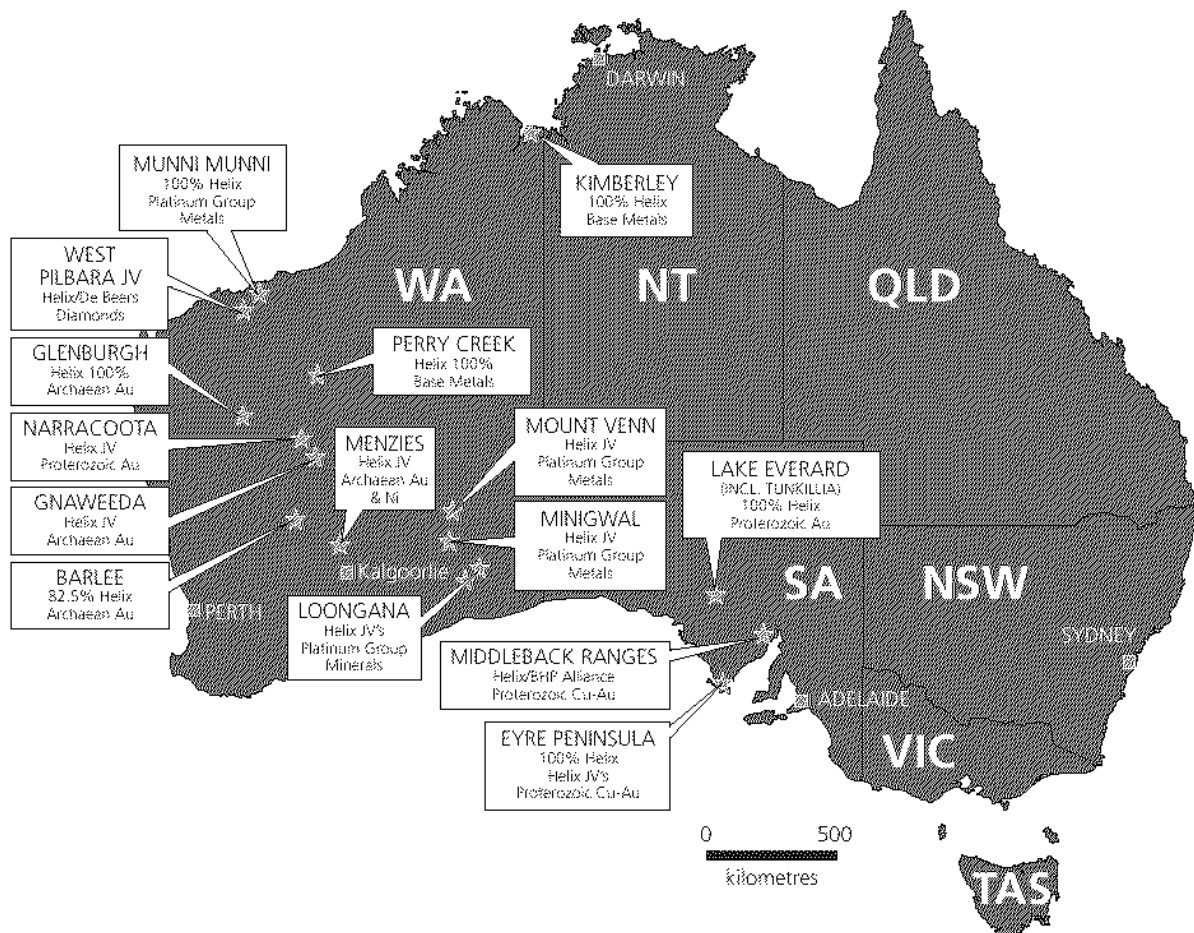 DARWIN
MUNNI MUNNI
100% Helix
Platinum Group
Metals
KIMBERLEY
100% Helix
Base Metals
WEST
PILBARA JV
Helix/De Beers
Diamonds
WA
NT
QLD
GLENBURGH
Helix 100%
Archaean Au
PERRY CREEK
Helix 100%
Base Metals
NARRACOOTA
Helix JV
Proterozoic Au
MENZIES
Helix JV
Archaean Au
& Ni
MOUNT VENN
Helix JV
Platinum Group
Metals
LAKE EVERARD
(INCL. TUNKILLIA)
100% Helix
Proterozoic Au
GNAWEEDA
Helix JV
Archaean Au
MINIGWAL
Helix JV
Platinum Group
Metals
BARLEE
82.5% Helix
Archaean Au
Kalgoorlie
SA
NSW
PERTH
LOONGANA
Helix JV's
Platinum Group
Minerals
SYDNEY
MIDDLEBACK RANGES
Helix/BHP Alliance
Proterozoic Cu-Au
ADELAIDE
EYRE PENINSULA
100% Helix
Helix JV's
Proterozoic Cu-Au
VIC
0 500
kilometres
TAS